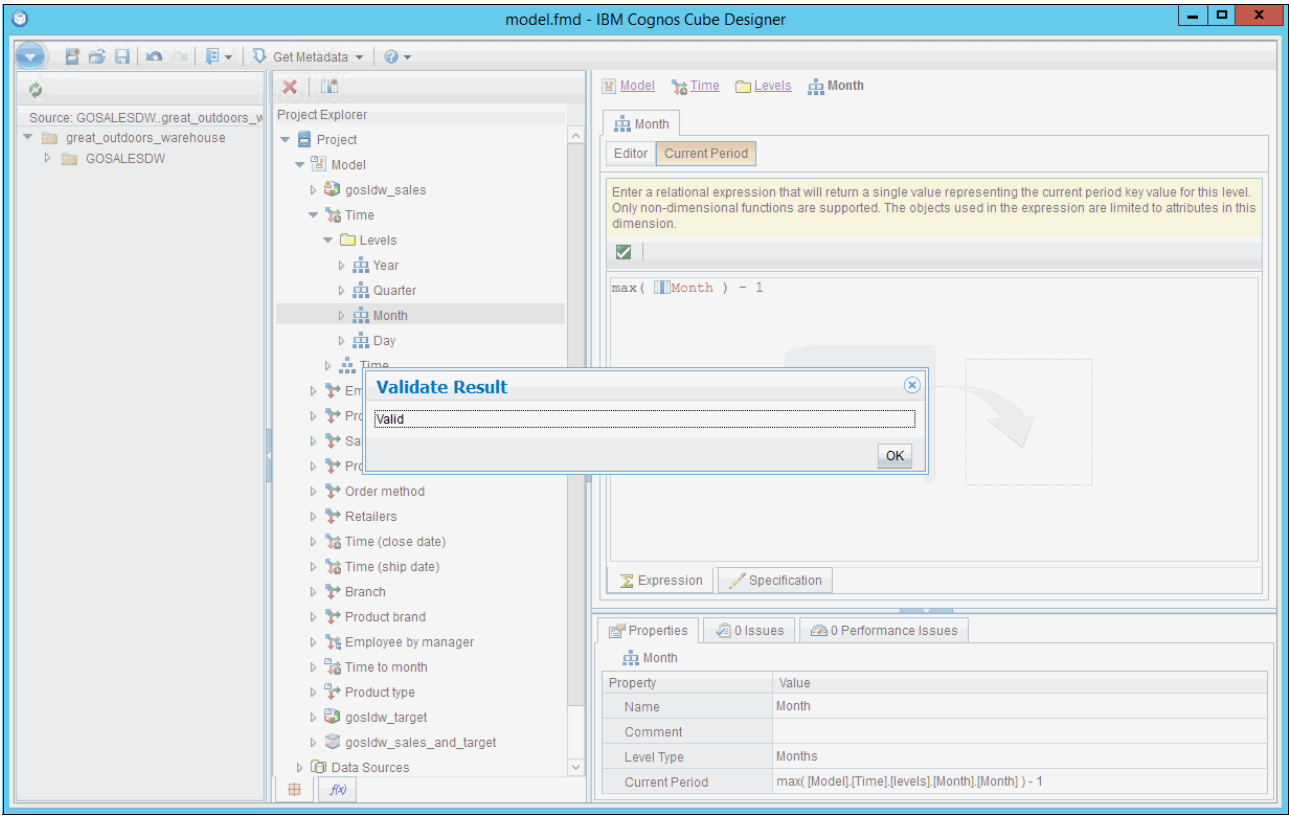 model.fmd - IBM Cognos Cube Designer
Get Metadata
Source: GOSALESDW..great_outdoors_w
great_outdoors_warehouse
GOSALESDW
Project Explorer
Project
Model
gosldw_sales
Time
Levels
Year
Quarter
Month
Day
Time
Em
Pro
Sa
Pro
Order method
Retailers
Time (close date)
Time (ship date)
Branch
Product brand
Employee by manager
Time to month
Product type
gosldw_target
gosldw_sales_and_target
Data Sources
f(x)
Model Time Levels Month
Month
Editor Current Period
Enter a relational expression that will return a single value representing the current period key value for this level.
Only non-dimensional functions are supported. The objects used in the expression are limited to attributes in this
dimension.
max( Month ) - 1
Validate Result
Valid
OK
Expression Specification
Properties 0 Issues 0 Performance Issues
Month
Property Value
Name Month
Comment
Level Type Months
Current Period max( [Model].[Time].[levels].[Month].[Month] ) - 1